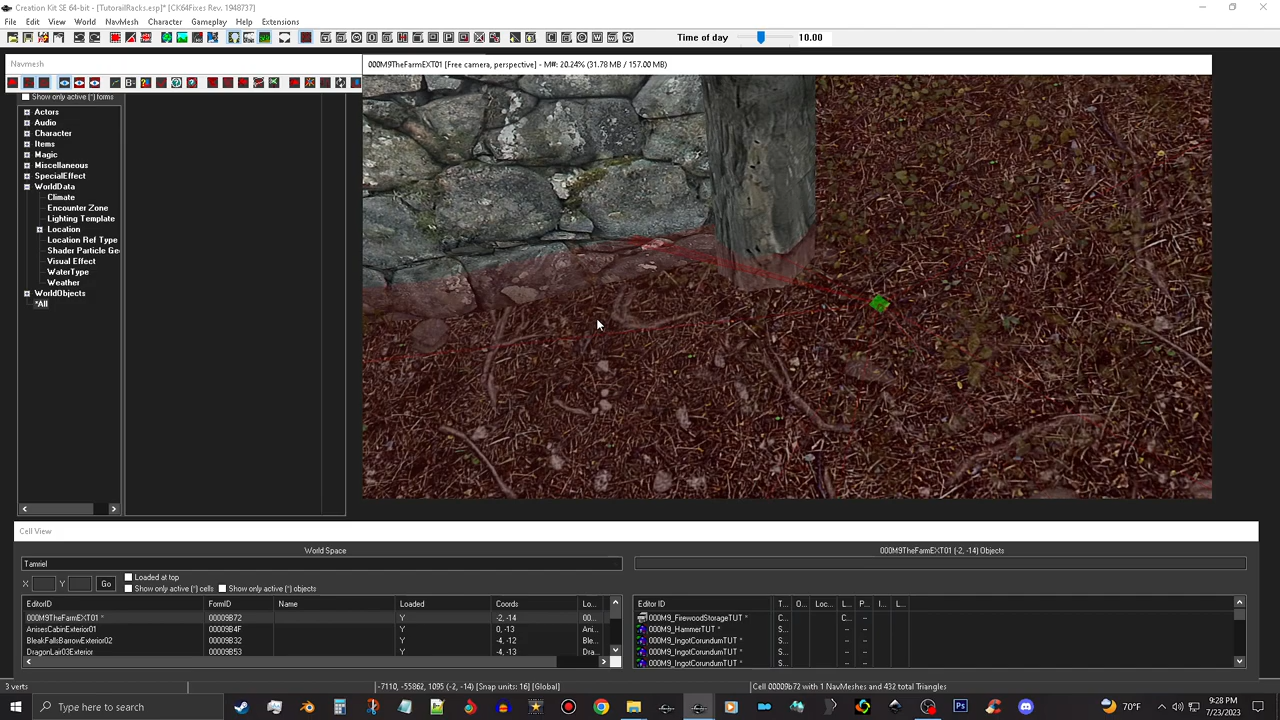 Creation Kit SE 64-bit - [TutorailRacks.esp]* [CK64Fixes Rev. 1948737]
File Edit View World NavMesh Character Gameplay Help Extensions
Time of day 10.00
Navmesh
000M9TheFarmEXT01 [Free camera, perspective] - M#: 20.24% (31.78 MB / 157.00 MB)
Show only active (*) forms
Actors
Audio
Character
Items
Magic
Miscellaneous
SpecialEffect
WorldData
Climate
Encounter Zone
Lighting Template
Location
Location Ref Type
Shader Particle Ge
Visual Effect
WaterType
Weather
WorldObjects
*All
Cell View
World Space
000M9TheFarmEXT01 (-2, -14) Objects
Tamriel
X Y Go
Loaded at top
Show only active (*) cells
Show only active (*) objects
EditorID FormID Name Loaded Coords Lo...
000M9TheFarmEXT01 * 00009B72 Y -2, -14 00...
AnisesCabinExterior01 00009B4F Y 0, -13 Ani...
BleakFallsBarrowExterior02 00009B32 Y -4, -12 Ble...
DragonLair03Exterior 00009B53 Y -4, -13 Dra...
Editor ID T... O... Loc... L... P... I... L...
000M9_FirewoodStorageTUT * C... C... --
000M9_HammerTUT * S... -- --
000M9_IngotCorundumTUT * S... -- --
000M9_IngotCorundumTUT * S... -- --
000M9_IngotCorundumTUT * S... -- --
3 verts
-7110, -55862, 1095 (-2, -14) [Snap units: 16] [Global]
Cell 00009b72 with 1 NavMeshes and 432 total Triangles
Type here to search
70°F
9:28 PM
7/23/2023